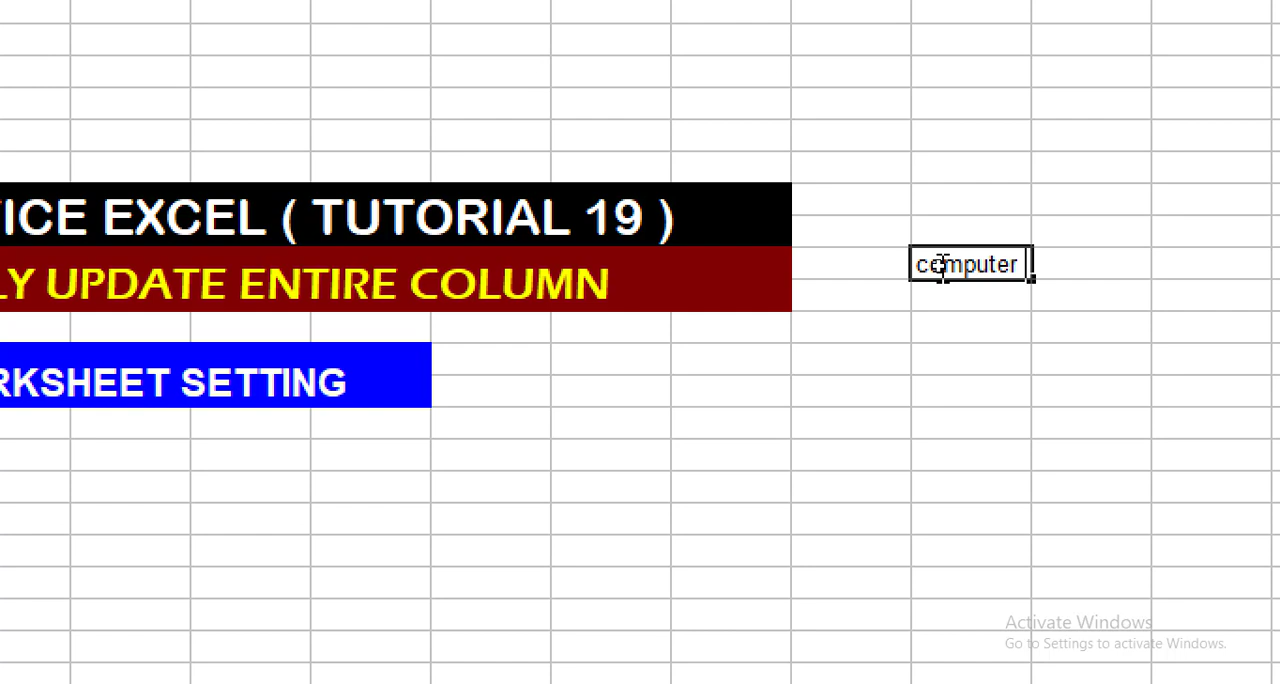 ICE EXCEL ( TUTORIAL 19 )
LY UPDATE ENTIRE COLUMN
computer
RKSHEET SETTING
Activate Windows
Go to Settings to activate Windows.